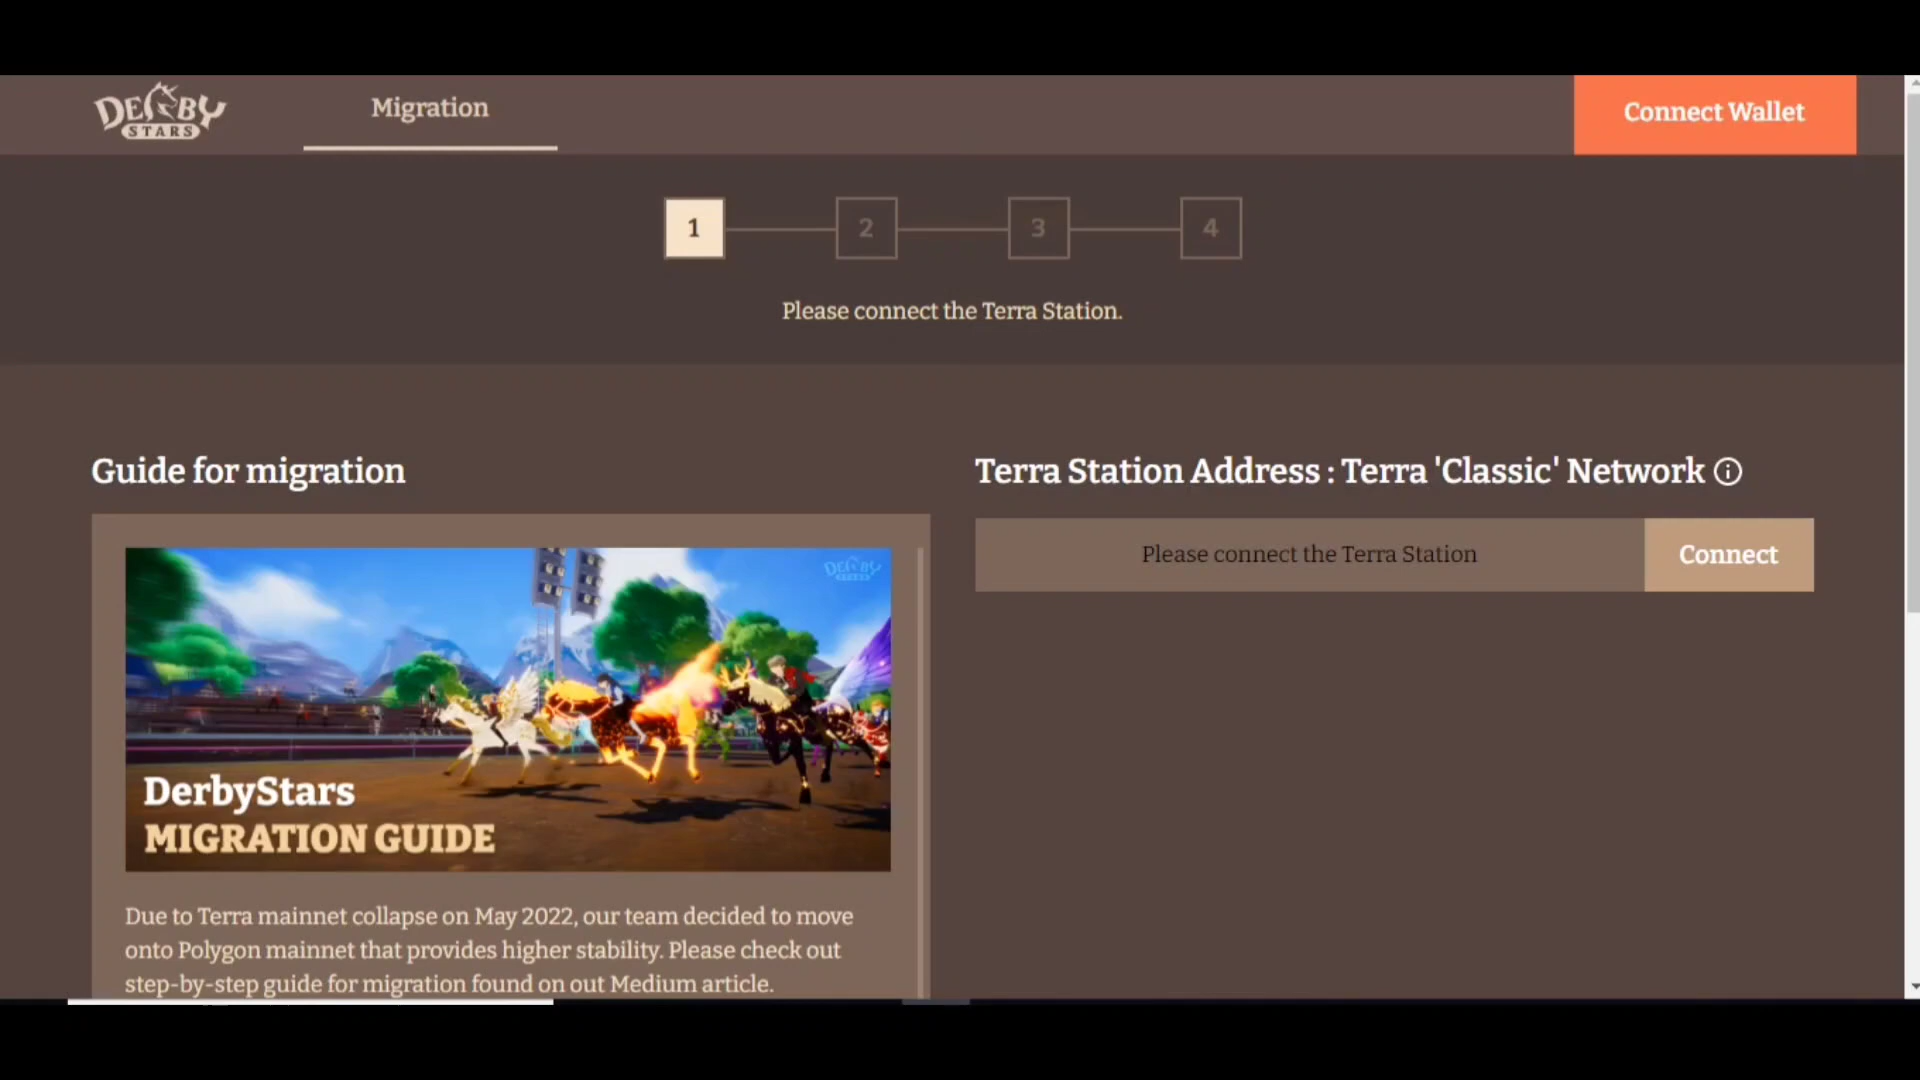 DERBY
STARS
Migration
Connect Wallet
1
2
3
4
Please connect the Terra Station.
Guide for migration
Terra Station Address : Terra 'Classic' Network
Please connect the Terra Station
Connect
DERBY
STARS
DerbyStars
MIGRATION GUIDE
Due to Terra mainnet collapse on May 2022, our team decided to move
onto Polygon mainnet that provides higher stability. Please check out
step-by-step guide for migration found on out Medium article.